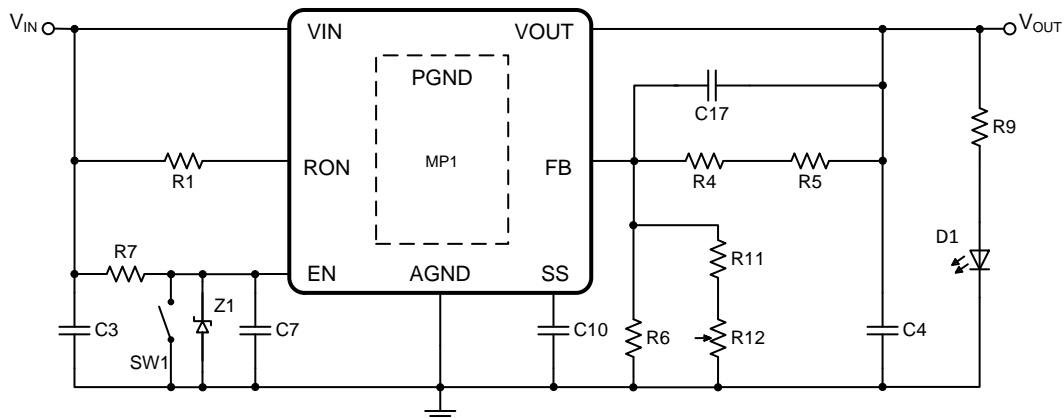 VIN
VIN
VOUT
VOUT
PGND
C17
R9
MP1
R1
RON
FB
R4
R5
D1
R7
EN
AGND
SS
R11
Z1
C3
C7
C10
R6
R12
C4
SW1